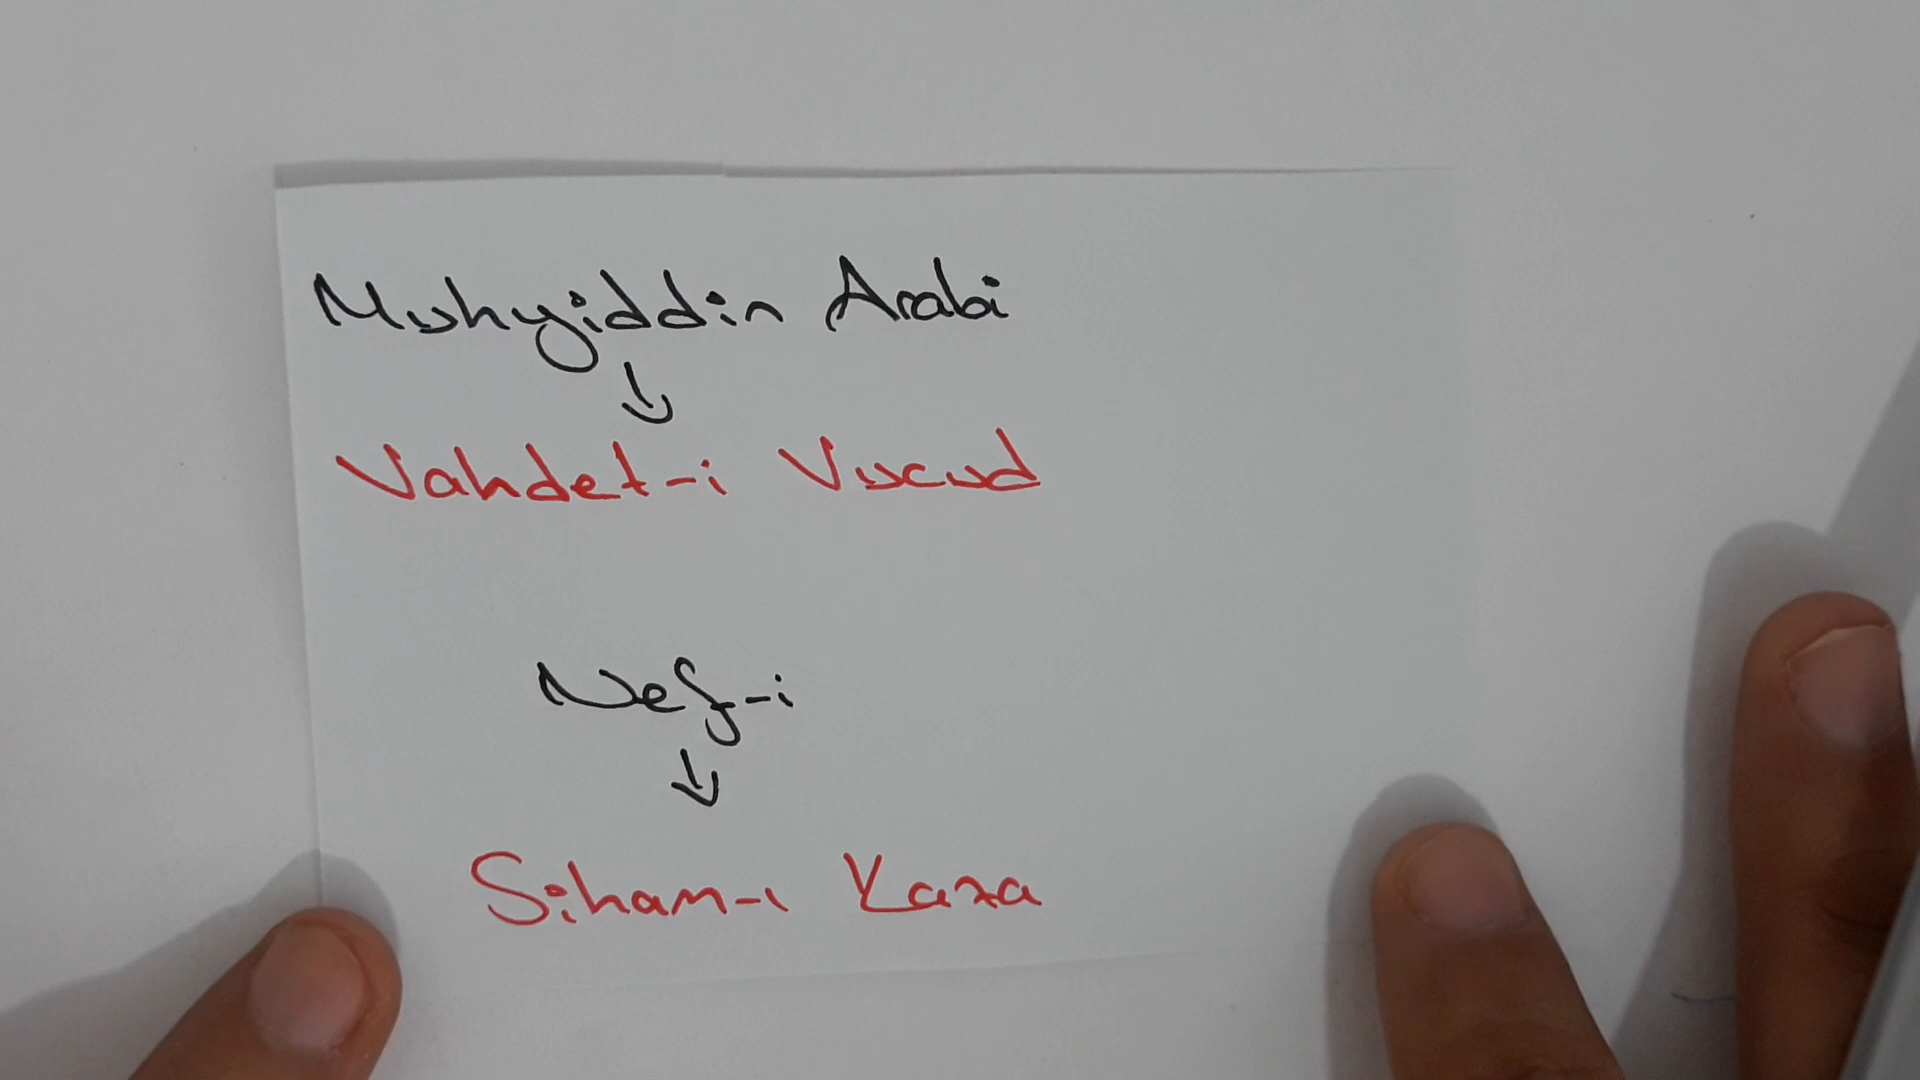 Muhyiddin Arabi
↓
Vahdet-i Vucud
Nef-i
↓
Siham-ı Kaza